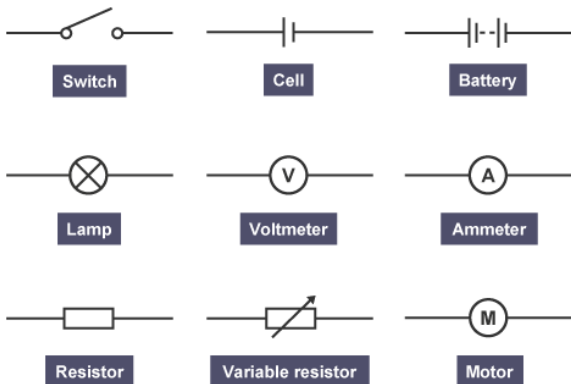 Switch
Cell
Battery
V
A
Lamp
Voltmeter
Ammeter
M
Resistor
Variable resistor
Motor